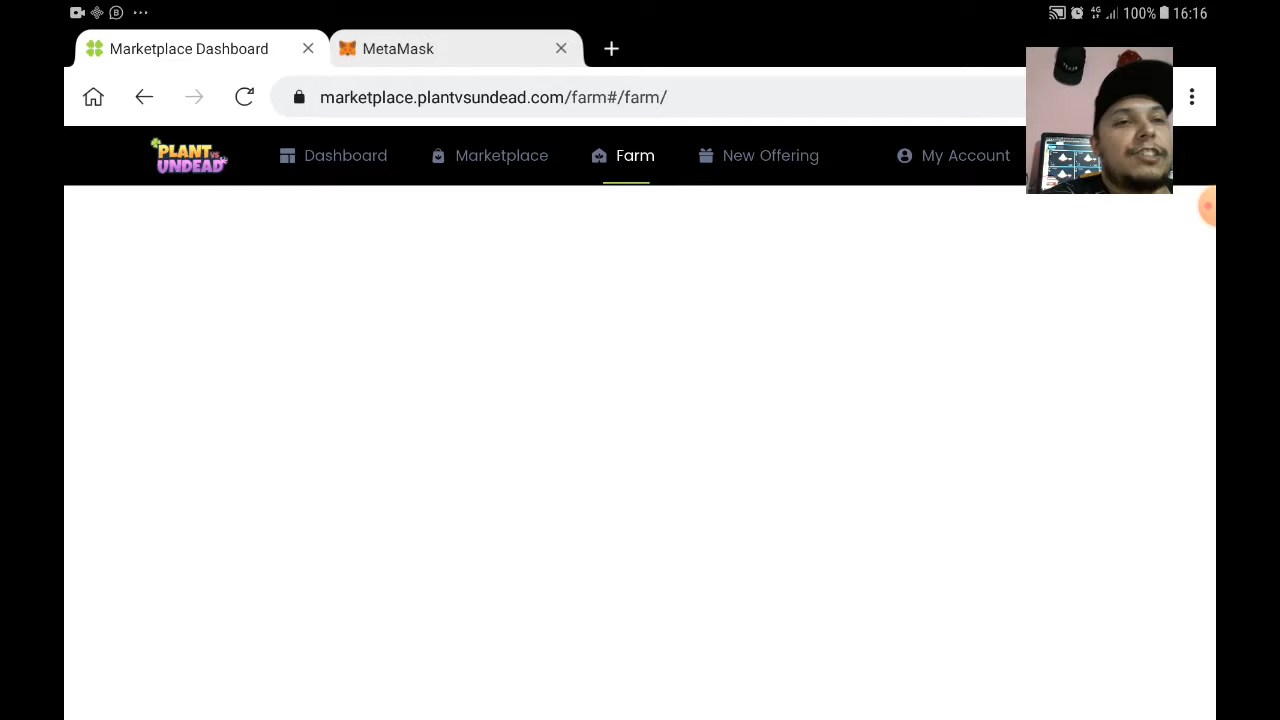 100% 16:16
Marketplace Dashboard MetaMask
marketplace.plantvsundead.com/farm#/farm/
PLANT VS UNDEAD
Dashboard Marketplace Farm New Offering My Account